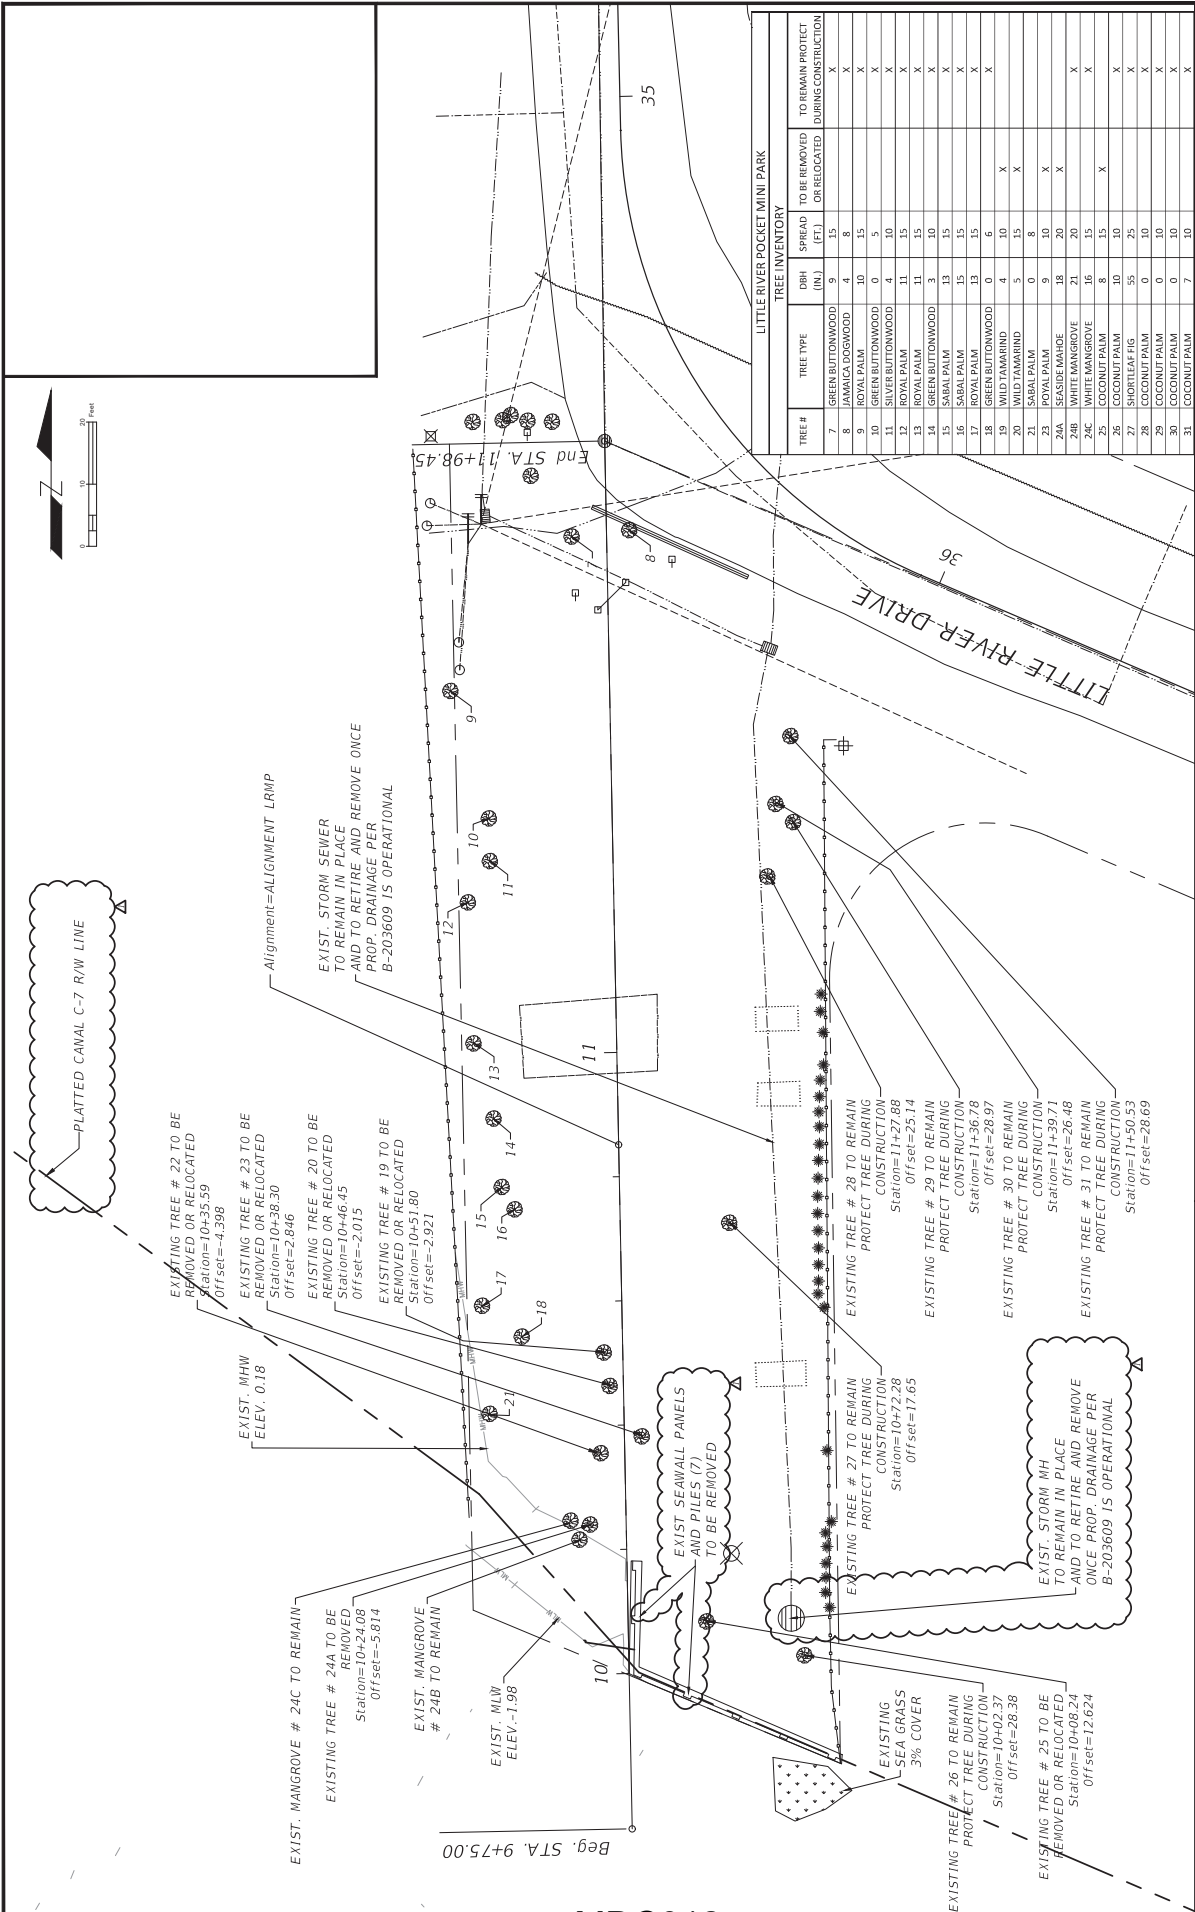 PLATTED CANAL C-7 R/W LINE
0
10
20
Feet
N
Alignment=ALIGNMENT LRMP
EXIST. STORM SEWER
TO REMAIN IN PLACE
AND TO RETIRE AND REMOVE ONCE
PROP. DRAINAGE PER
B-203609 IS OPERATIONAL
EXISTING TREE # 22 TO BE
REMOVED OR RELOCATED
Station=10+35.59
Offset=-4.398
EXISTING TREE # 23 TO BE
REMOVED OR RELOCATED
Station=10+38.30
Offset=2.846
EXISTING TREE # 20 TO BE
REMOVED OR RELOCATED
Station=10+46.45
Offset=-2.015
EXISTING TREE # 19 TO BE
REMOVED OR RELOCATED
Station=10+51.80
Offset=-2.921
EXIST. MHW
ELEV. 0.18
EXIST. MANGROVE # 24C TO REMAIN
EXISTING TREE # 24A TO BE
REMOVED
Station=10+24.08
Offset=-5.814
EXIST. MANGROVE
# 24B TO REMAIN
EXIST. MLW
ELEV.-1.98
Beg. STA. 9+75.00
End STA. 11+98.45
MHW
MHW
MHW
MLW
MLW
7
8
9
10
11
12
13
14
15
16
17
18
21
10
11
35
36
LITTLE RIVER DRIVE
EXIST SEAWALL PANELS
AND PILES (7)
TO BE REMOVED
EXISTING TREE # 28 TO REMAIN
PROTECT TREE DURING
CONSTRUCTION
Station=11+27.88
Offset=25.14
EXISTING TREE # 29 TO REMAIN
PROTECT TREE DURING
CONSTRUCTION
Station=11+36.78
Offset=28.97
EXISTING TREE # 30 TO REMAIN
PROTECT TREE DURING
CONSTRUCTION
Station=11+39.71
Offset=26.48
EXISTING TREE # 31 TO REMAIN
PROTECT TREE DURING
CONSTRUCTION
Station=11+50.53
Offset=28.69
EXISTING TREE # 27 TO REMAIN
PROTECT TREE DURING
CONSTRUCTION
Station=10+72.28
Offset=17.65
EXIST. STORM MH
TO REMAIN IN PLACE
AND TO RETIRE AND REMOVE
ONCE PROP. DRAINAGE PER
B-203609 IS OPERATIONAL
EXISTING
SEA GRASS
3% COVER
EXISTING TREE # 26 TO REMAIN
PROTECT TREE DURING
CONSTRUCTION
Station=10+02.37
Offset=28.38
EXISTING TREE # 25 TO BE
REMOVED OR RELOCATED
Station=10+08.24
Offset=12.624
LITTLE RIVER POCKET MINI PARK
TREE INVENTORY
TREE # TREE TYPE DBH (IN.) SPREAD (FT.) TO BE REMOVED OR RELOCATED TO REMAIN PROTECT DURING CONSTRUCTION
7 GREEN BUTTONWOOD 9 15 X
8 JAMAICA DOGWOOD 4 8 X
9 ROYAL PALM 10 15 X
10 GREEN BUTTONWOOD 0 5 X
11 SILVER BUTTONWOOD 4 10 X
12 ROYAL PALM 11 15 X
13 ROYAL PALM 11 15 X
14 GREEN BUTTONWOOD 3 10 X
15 SABAL PALM 13 15 X
16 SABAL PALM 15 15 X
17 ROYAL PALM 13 15 X
18 GREEN BUTTONWOOD 0 6 X
19 WILD TAMARIND 4 10 X
20 WILD TAMARIND 5 15 X
21 SABAL PALM 0 8
23 POYAL PALM 9 10 X
24A SEASIDE MAHOE 18 20 X
24B WHITE MANGROVE 21 20 X
24C WHITE MANGROVE 16 15 X
25 COCONUT PALM 8 15 X
26 COCONUT PALM 10 10 X
27 SHORTLEAF FIG 55 25 X
28 COCONUT PALM 0 10 X
29 COCONUT PALM 0 10 X
30 COCONUT PALM 0 10 X
31 COCONUT PALM 7 10 X